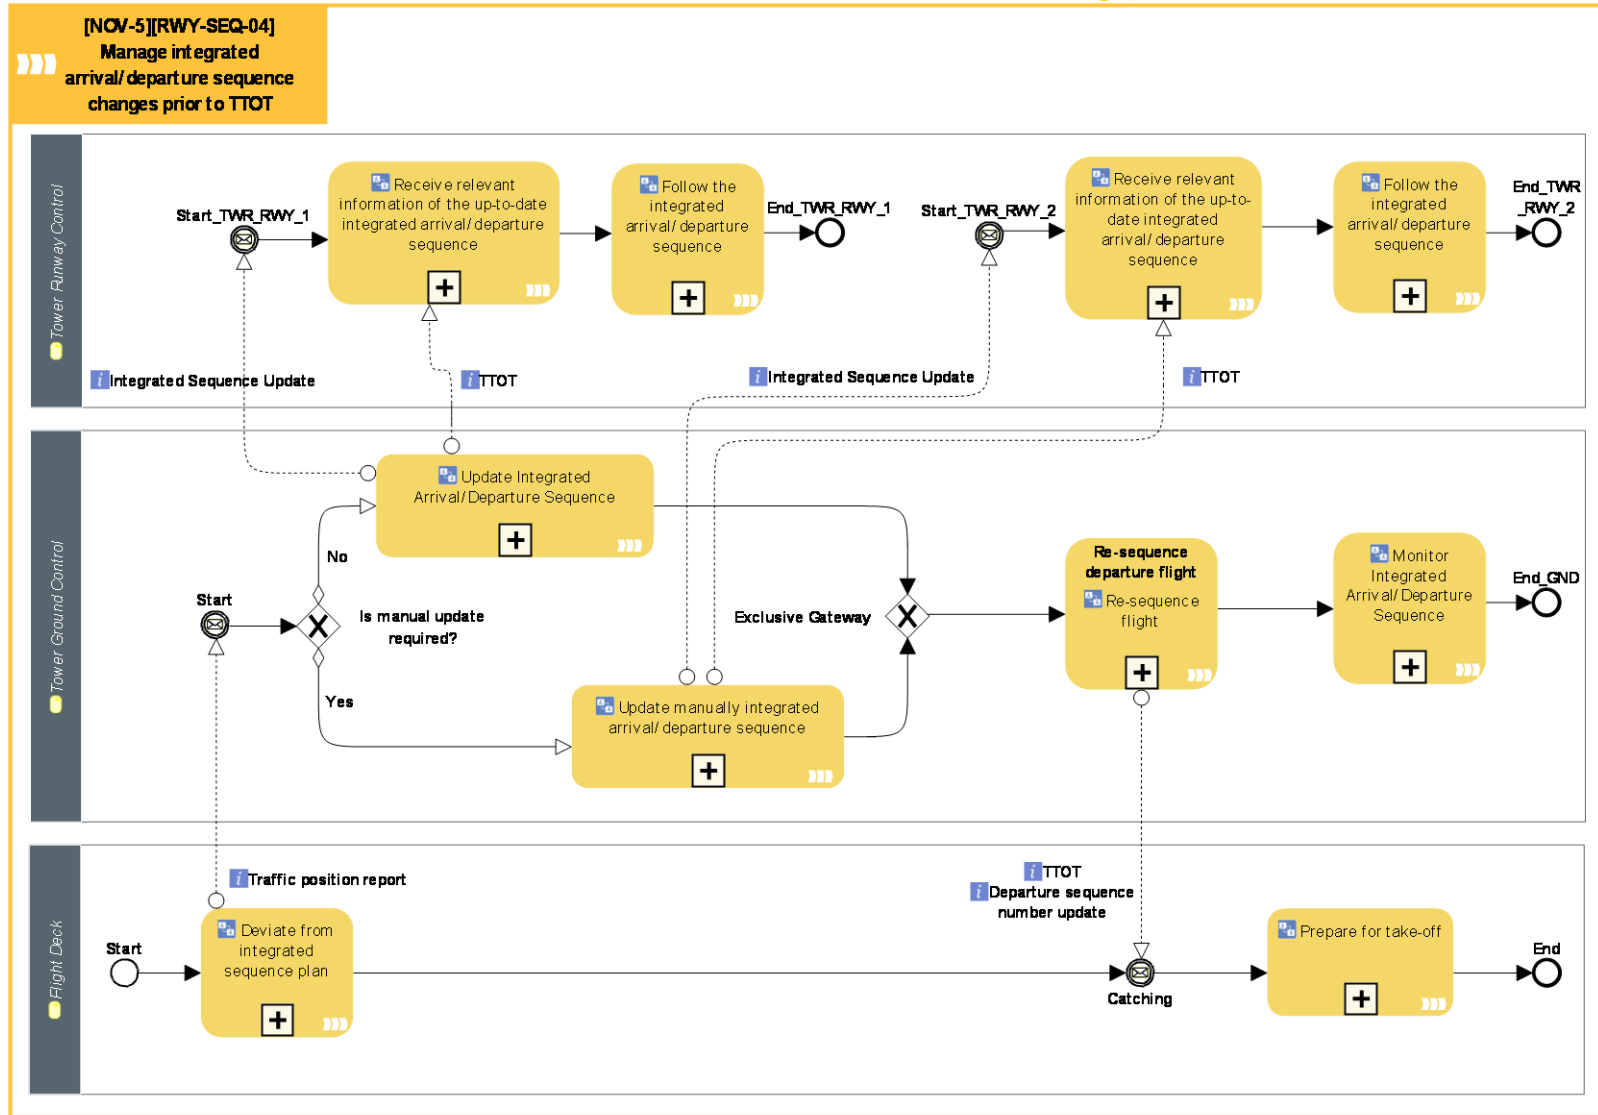 [NOV-5][RWY-SEQ-04]
Manage integrated
arrival/departure sequence
changes prior to TTOT
Tower Runway Control
Start_TWR_RWY_1
Receive relevant
information of the up-to-date
integrated arrival/departure
sequence
Follow the
integrated
arrival/departure
sequence
End_TWR_RWY_1
Start_TWR_RWY_2
Receive relevant
information of the up-to-
date integrated
arrival/departure
sequence
Follow the
integrated
arrival/departure
sequence
End_TWR
_RWY_2
Integrated Sequence Update
TTOT
Integrated Sequence Update
TTOT
Tower Ground Control
Update Integrated
Arrival/Departure Sequence
No
Start
Is manual update
required?
Yes
Exclusive Gateway
Update manually integrated
arrival/departure sequence
Re-sequence
departure flight
Re-sequence
flight
Monitor
Integrated
Arrival/Departure
Sequence
End_GND
Flight Deck
Traffic position report
Start
Deviate from
integrated
sequence plan
TTOT
Departure sequence
number update
Catching
Prepare for take-off
End